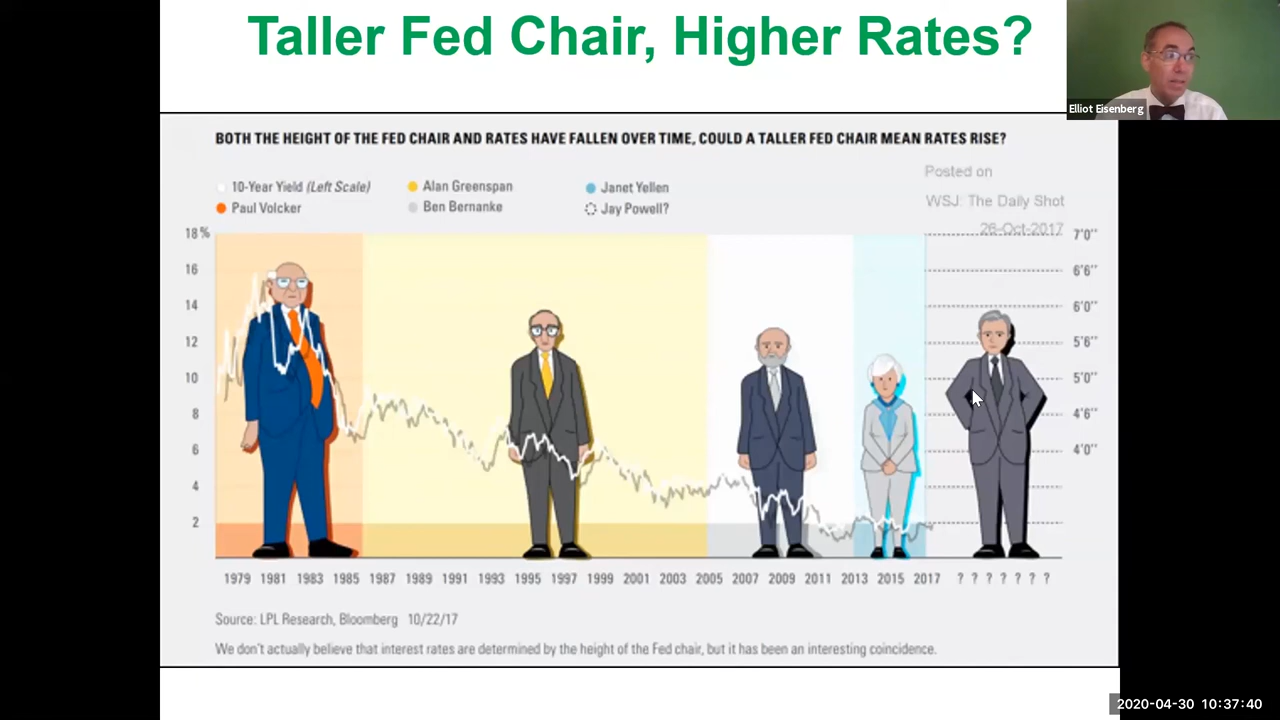 Taller Fed Chair, Higher Rates?
Elliot Eisenberg
BOTH THE HEIGHT OF THE FED CHAIR AND RATES HAVE FALLEN OVER TIME, COULD A TALLER FED CHAIR MEAN RATES RISE?
10-Year Yield (Left Scale)
Alan Greenspan
Janet Yellen
Paul Volcker
Ben Bernanke
Jay Powell?
Posted on
WSJ: The Daily Shot
26-Oct-2017
18%
16
14
12
10
8
6
4
2
7'0"
6'6"
6'0"
5'6"
5'0"
4'6"
4'0"
1979 1981 1983 1985 1987 1989 1991 1993 1995 1997 1999 2001 2003 2005 2007 2009 2011 2013 2015 2017 ? ? ? ? ? ? ?
Source: LPL Research, Bloomberg 10/22/17
We don't actually believe that interest rates are determined by the height of the Fed chair, but it has been an interesting coincidence.
2020-04-30 10:37:40